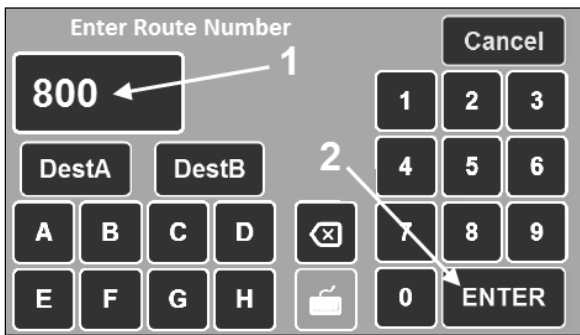 Enter Route Number
Cancel
1
800
1 2 3
DestA DestB
2
4 5 6
A B C D
7 8 9
E F G H
0 ENTER